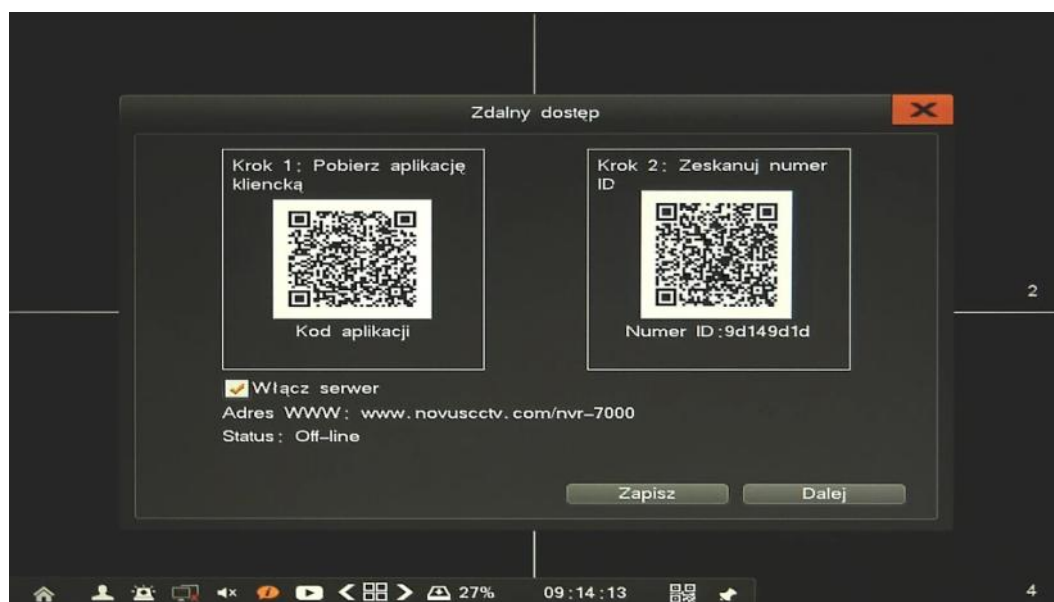 Zdalny dostęp
Krok 1: Pobierz aplikację
kliencką
Kod aplikacji
Krok 2: Zeskanuj numer
ID
Numer ID:9d149d1d
Włącz serwer
Adres WWW: www.novuscctv.com/nvr-7000
Status: Off-line
Zapisz
Dalej
2
27%
09:14:13
4